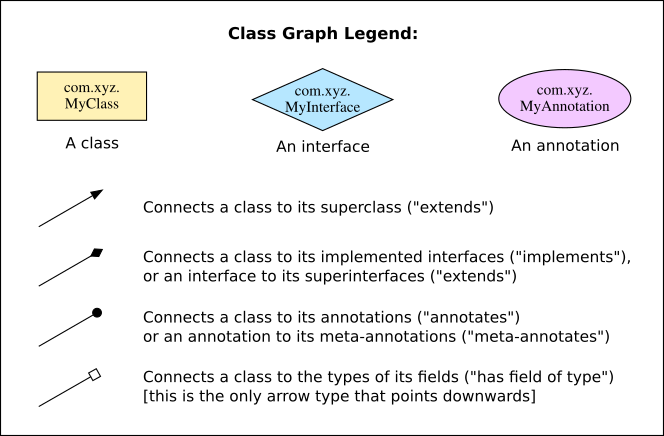 Class Graph Legend:
com.xyz.
MyClass
com.xyz.
MyInterface
com.xyz.
MyAnnotation
A class
An interface
An annotation
Connects a class to its superclass ("extends")
Connects a class to its implemented interfaces ("implements"),
or an interface to its superinterfaces ("extends")
Connects a class to its annotations ("annotates")
or an annotation to its meta-annotations ("meta-annotates")
Connects a class to the types of its fields ("has field of type")
[this is the only arrow type that points downwards]